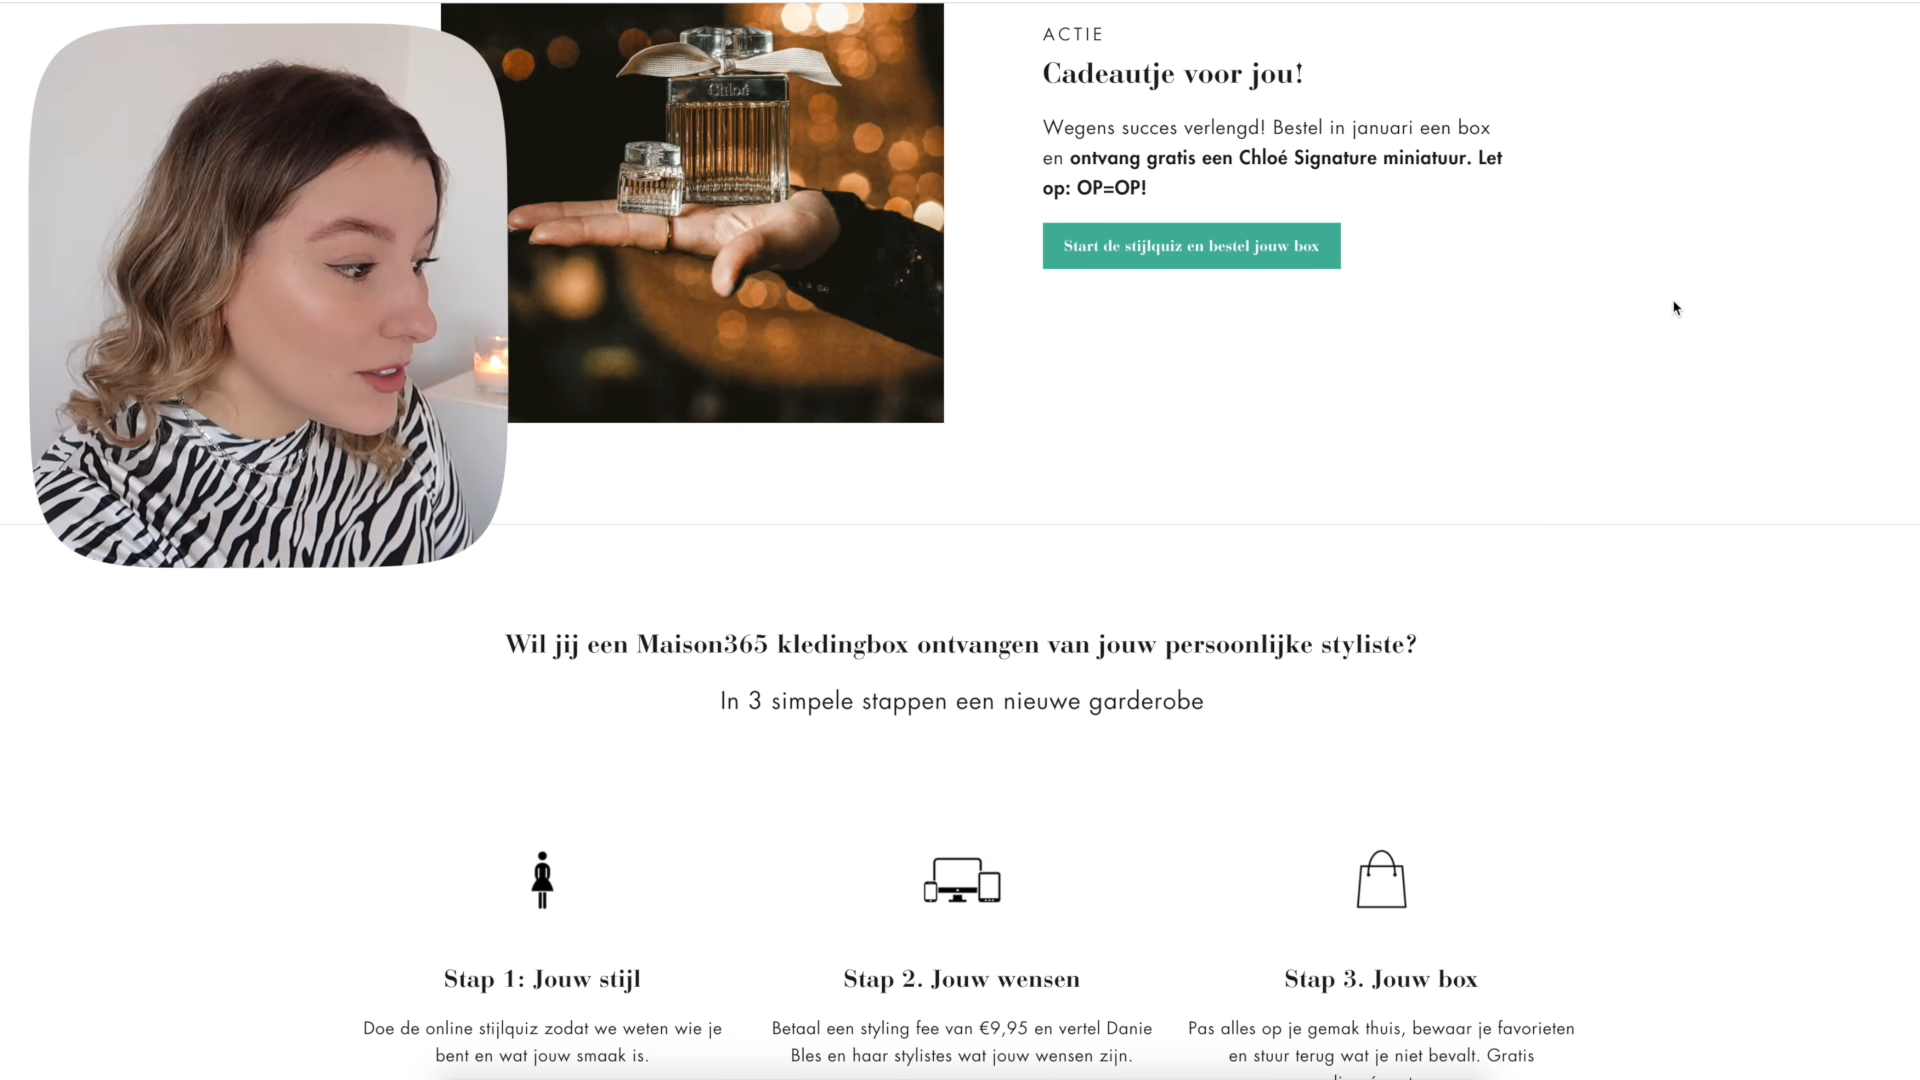 Chloé
ACTIE
Cadeautje voor jou!
Wegens succes verlengd! Bestel in januari een box
en ontvang gratis een Chloé Signature miniatuur. Let
op: OP=OP!
Start de stijlquiz en bestel jouw box
Wil jij een Maison365 kledingbox ontvangen van jouw persoonlijke styliste?
In 3 simpele stappen een nieuwe garderobe
Stap 1: Jouw stijl
Doe de online stijlquiz zodat we weten wie je
bent en wat jouw smaak is.
Stap 2. Jouw wensen
Betaal een styling fee van €9,95 en vertel Danie
Bles en haar stylistes wat jouw wensen zijn.
Stap 3. Jouw box
Pas alles op je gemak thuis, bewaar je favorieten
en stuur terug wat je niet bevalt. Gratis